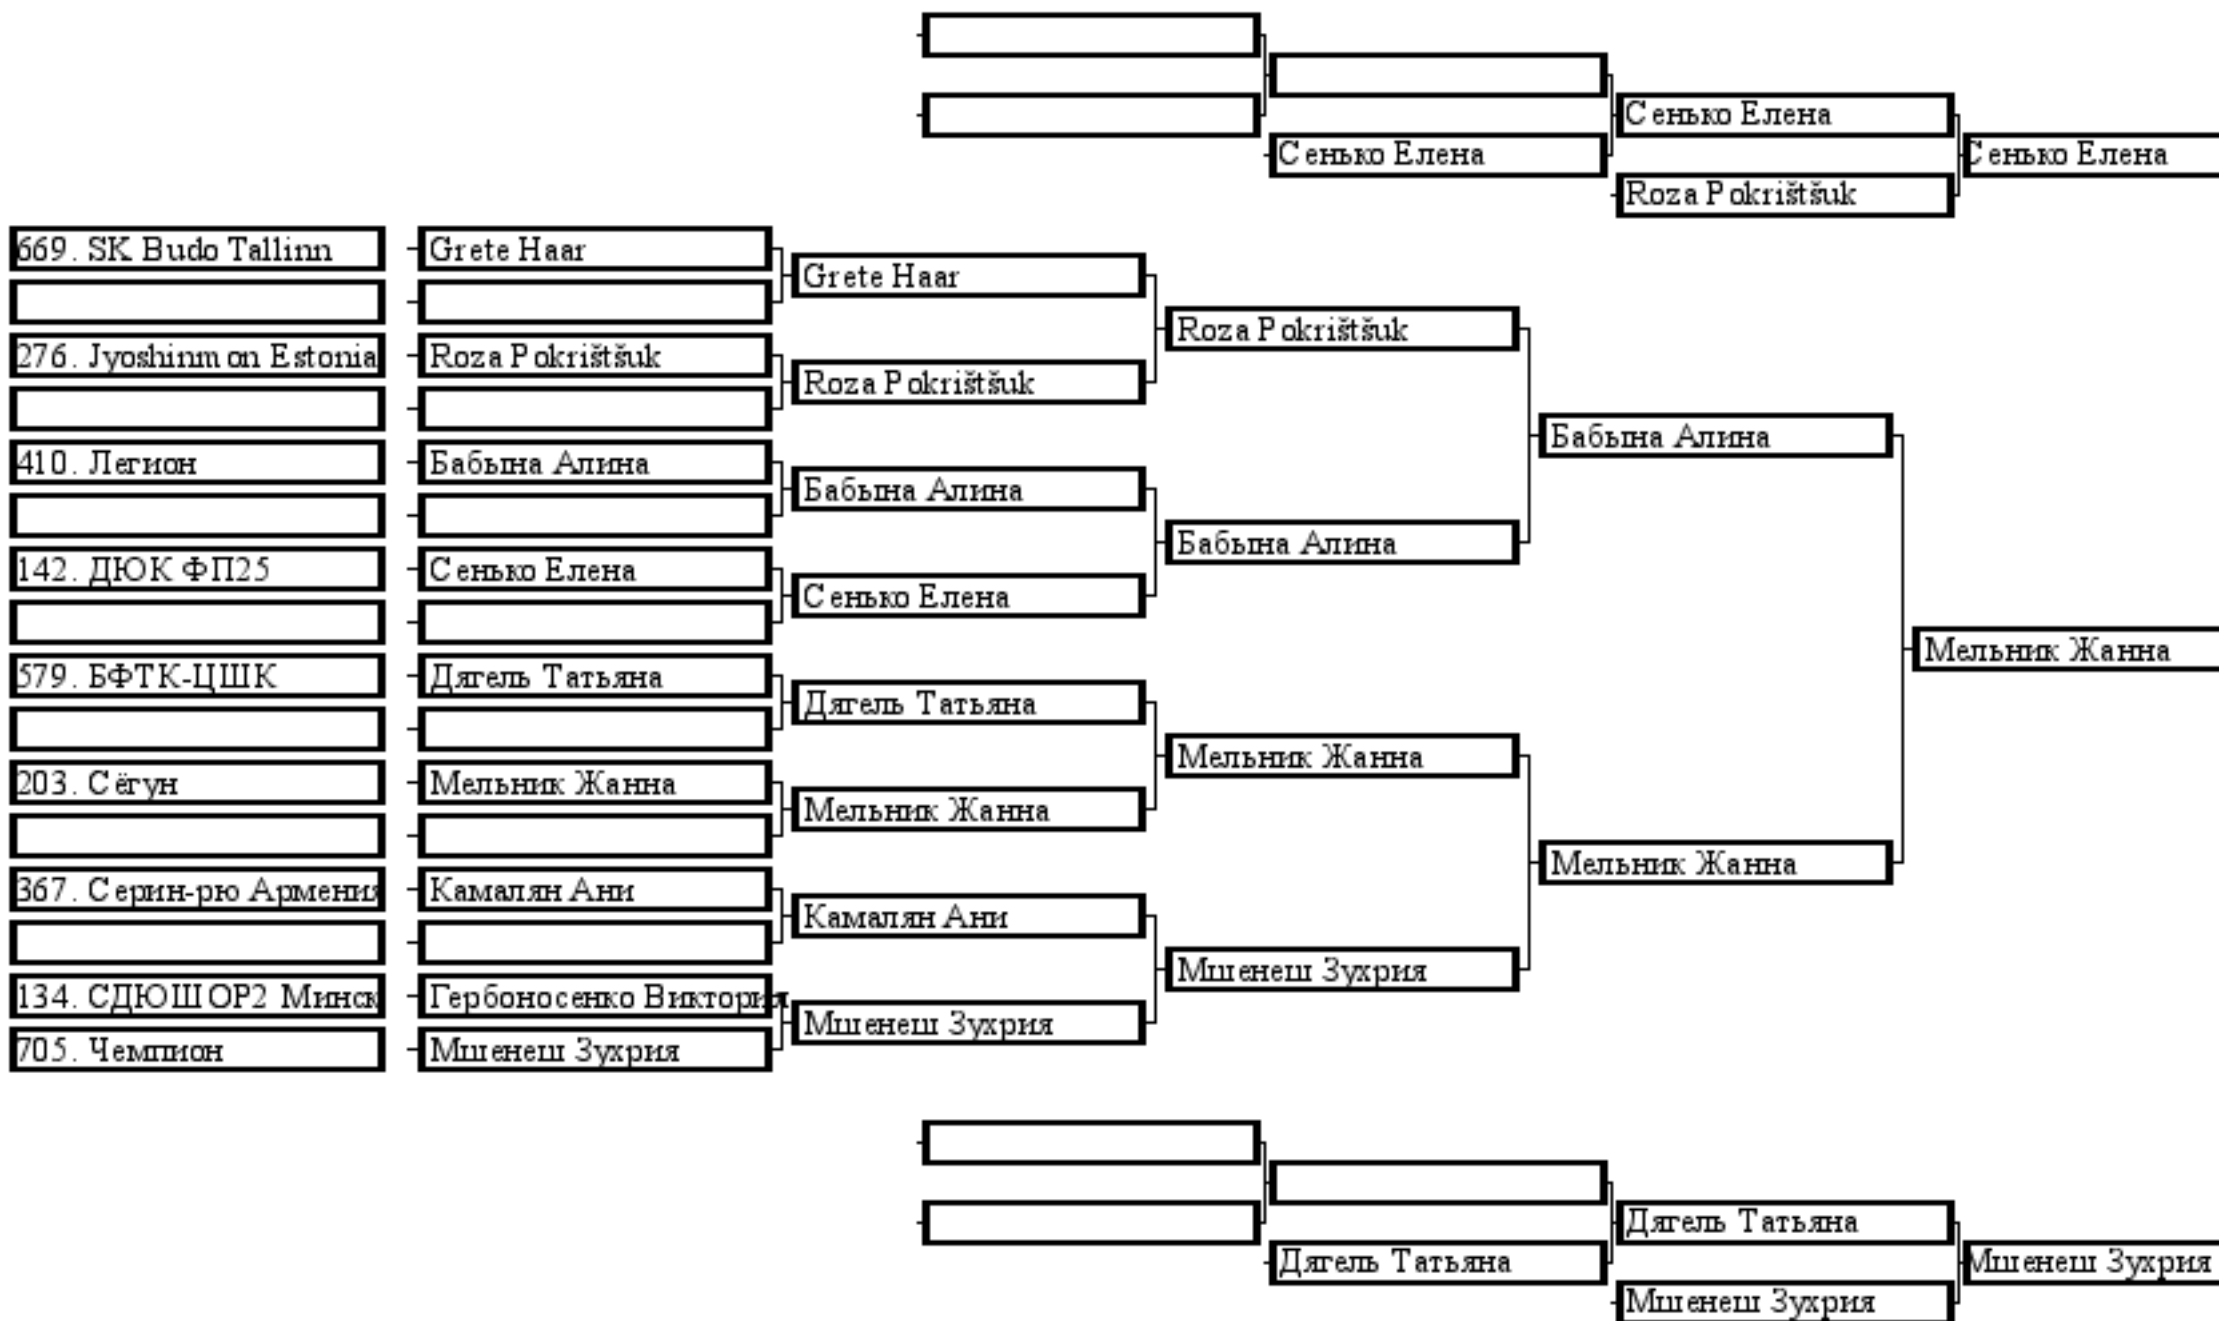 Сенько Елена
Сенько Елена
Сенько Елена
Roza Pokrištšuk
669. SK Budo Tallinn
Grete Haar
Grete Haar
Roza Pokrištšuk
276. Jyoshinmon Estonia
Roza Pokrištšuk
Roza Pokrištšuk
Бабына Алина
410. Легион
Бабына Алина
Бабына Алина
Бабына Алина
142. ДЮК ФП25
Сенько Елена
Сенько Елена
Мельник Жанна
579. БФТК-ЦШК
Дягель Татьяна
Дягель Татьяна
Мельник Жанна
203. Сёгун
Мельник Жанна
Мельник Жанна
Мельник Жанна
367. Серин-рю Армения
Камалян Ани
Камалян Ани
Мшенеш Зухрия
134. СДЮШОР2 Минск
Гербоносенко Виктория
Мшенеш Зухрия
705. Чемпион
Мшенеш Зухрия
Дягель Татьяна
Дягель Татьяна
Мшенеш Зухрия
Мшенеш Зухрия